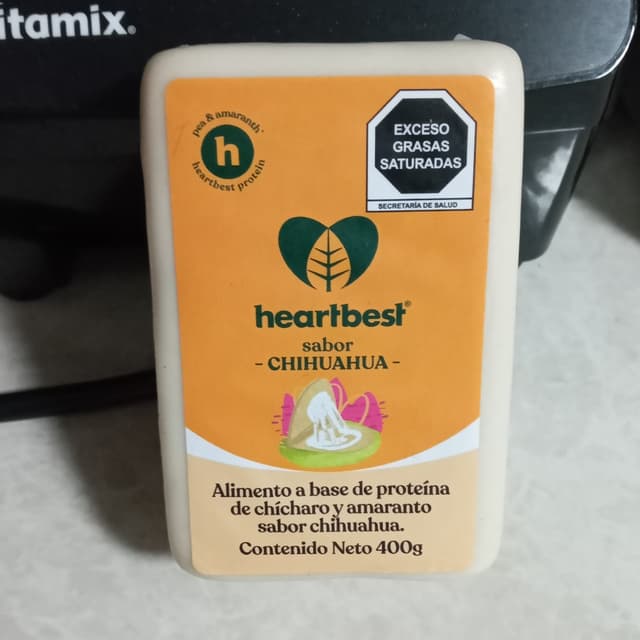 itamix.
pea & amaranth
h
heartbest protein
EXCESO
GRASAS
SATURADAS
SECRETARÍA DE SALUD
heartbest®
sabor
- CHIHUAHUA -
Alimento a base de proteína
de chícharo y amaranto
sabor chihuahua.
Contenido Neto 400g